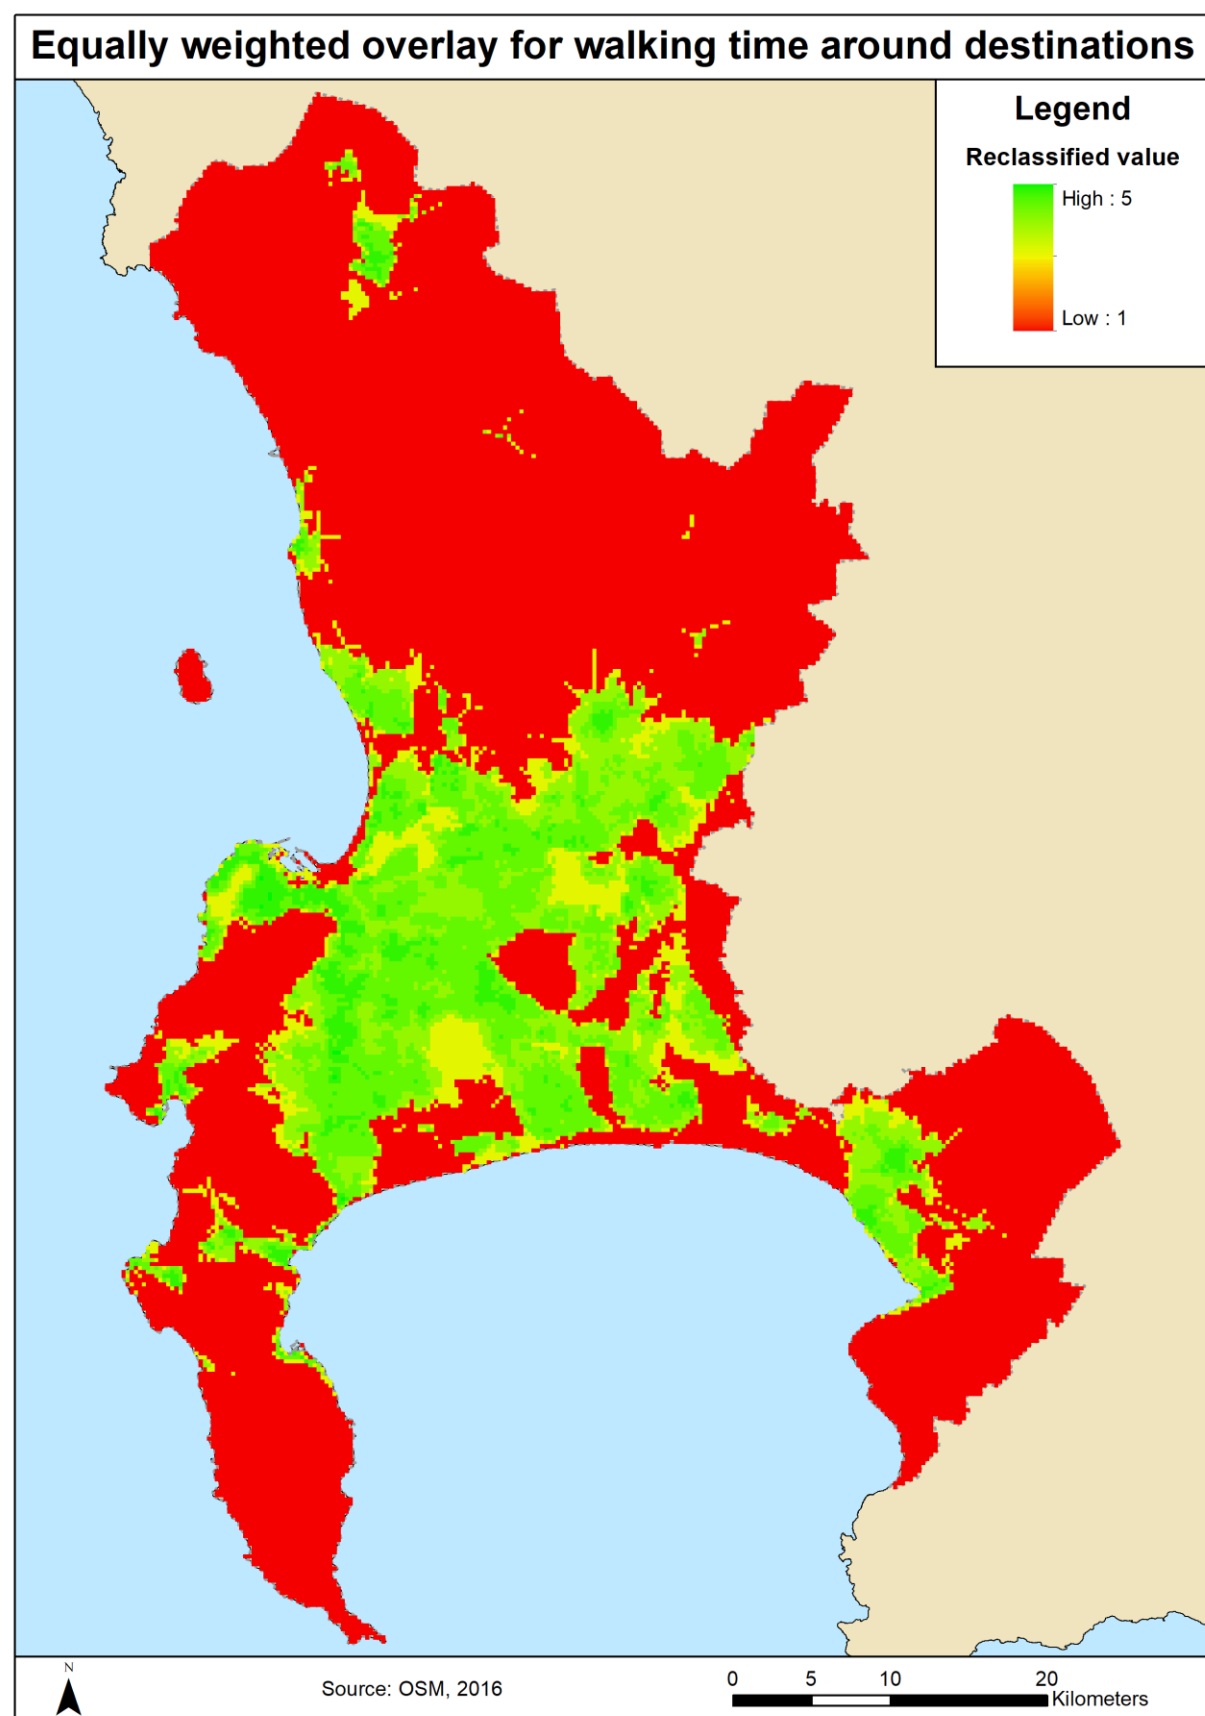 Equally weighted overlay for walking time around destinations
Legend
Reclassified value
High : 5
Low : 1
N
Source: OSM, 2016
0 5 10 20
Kilometers